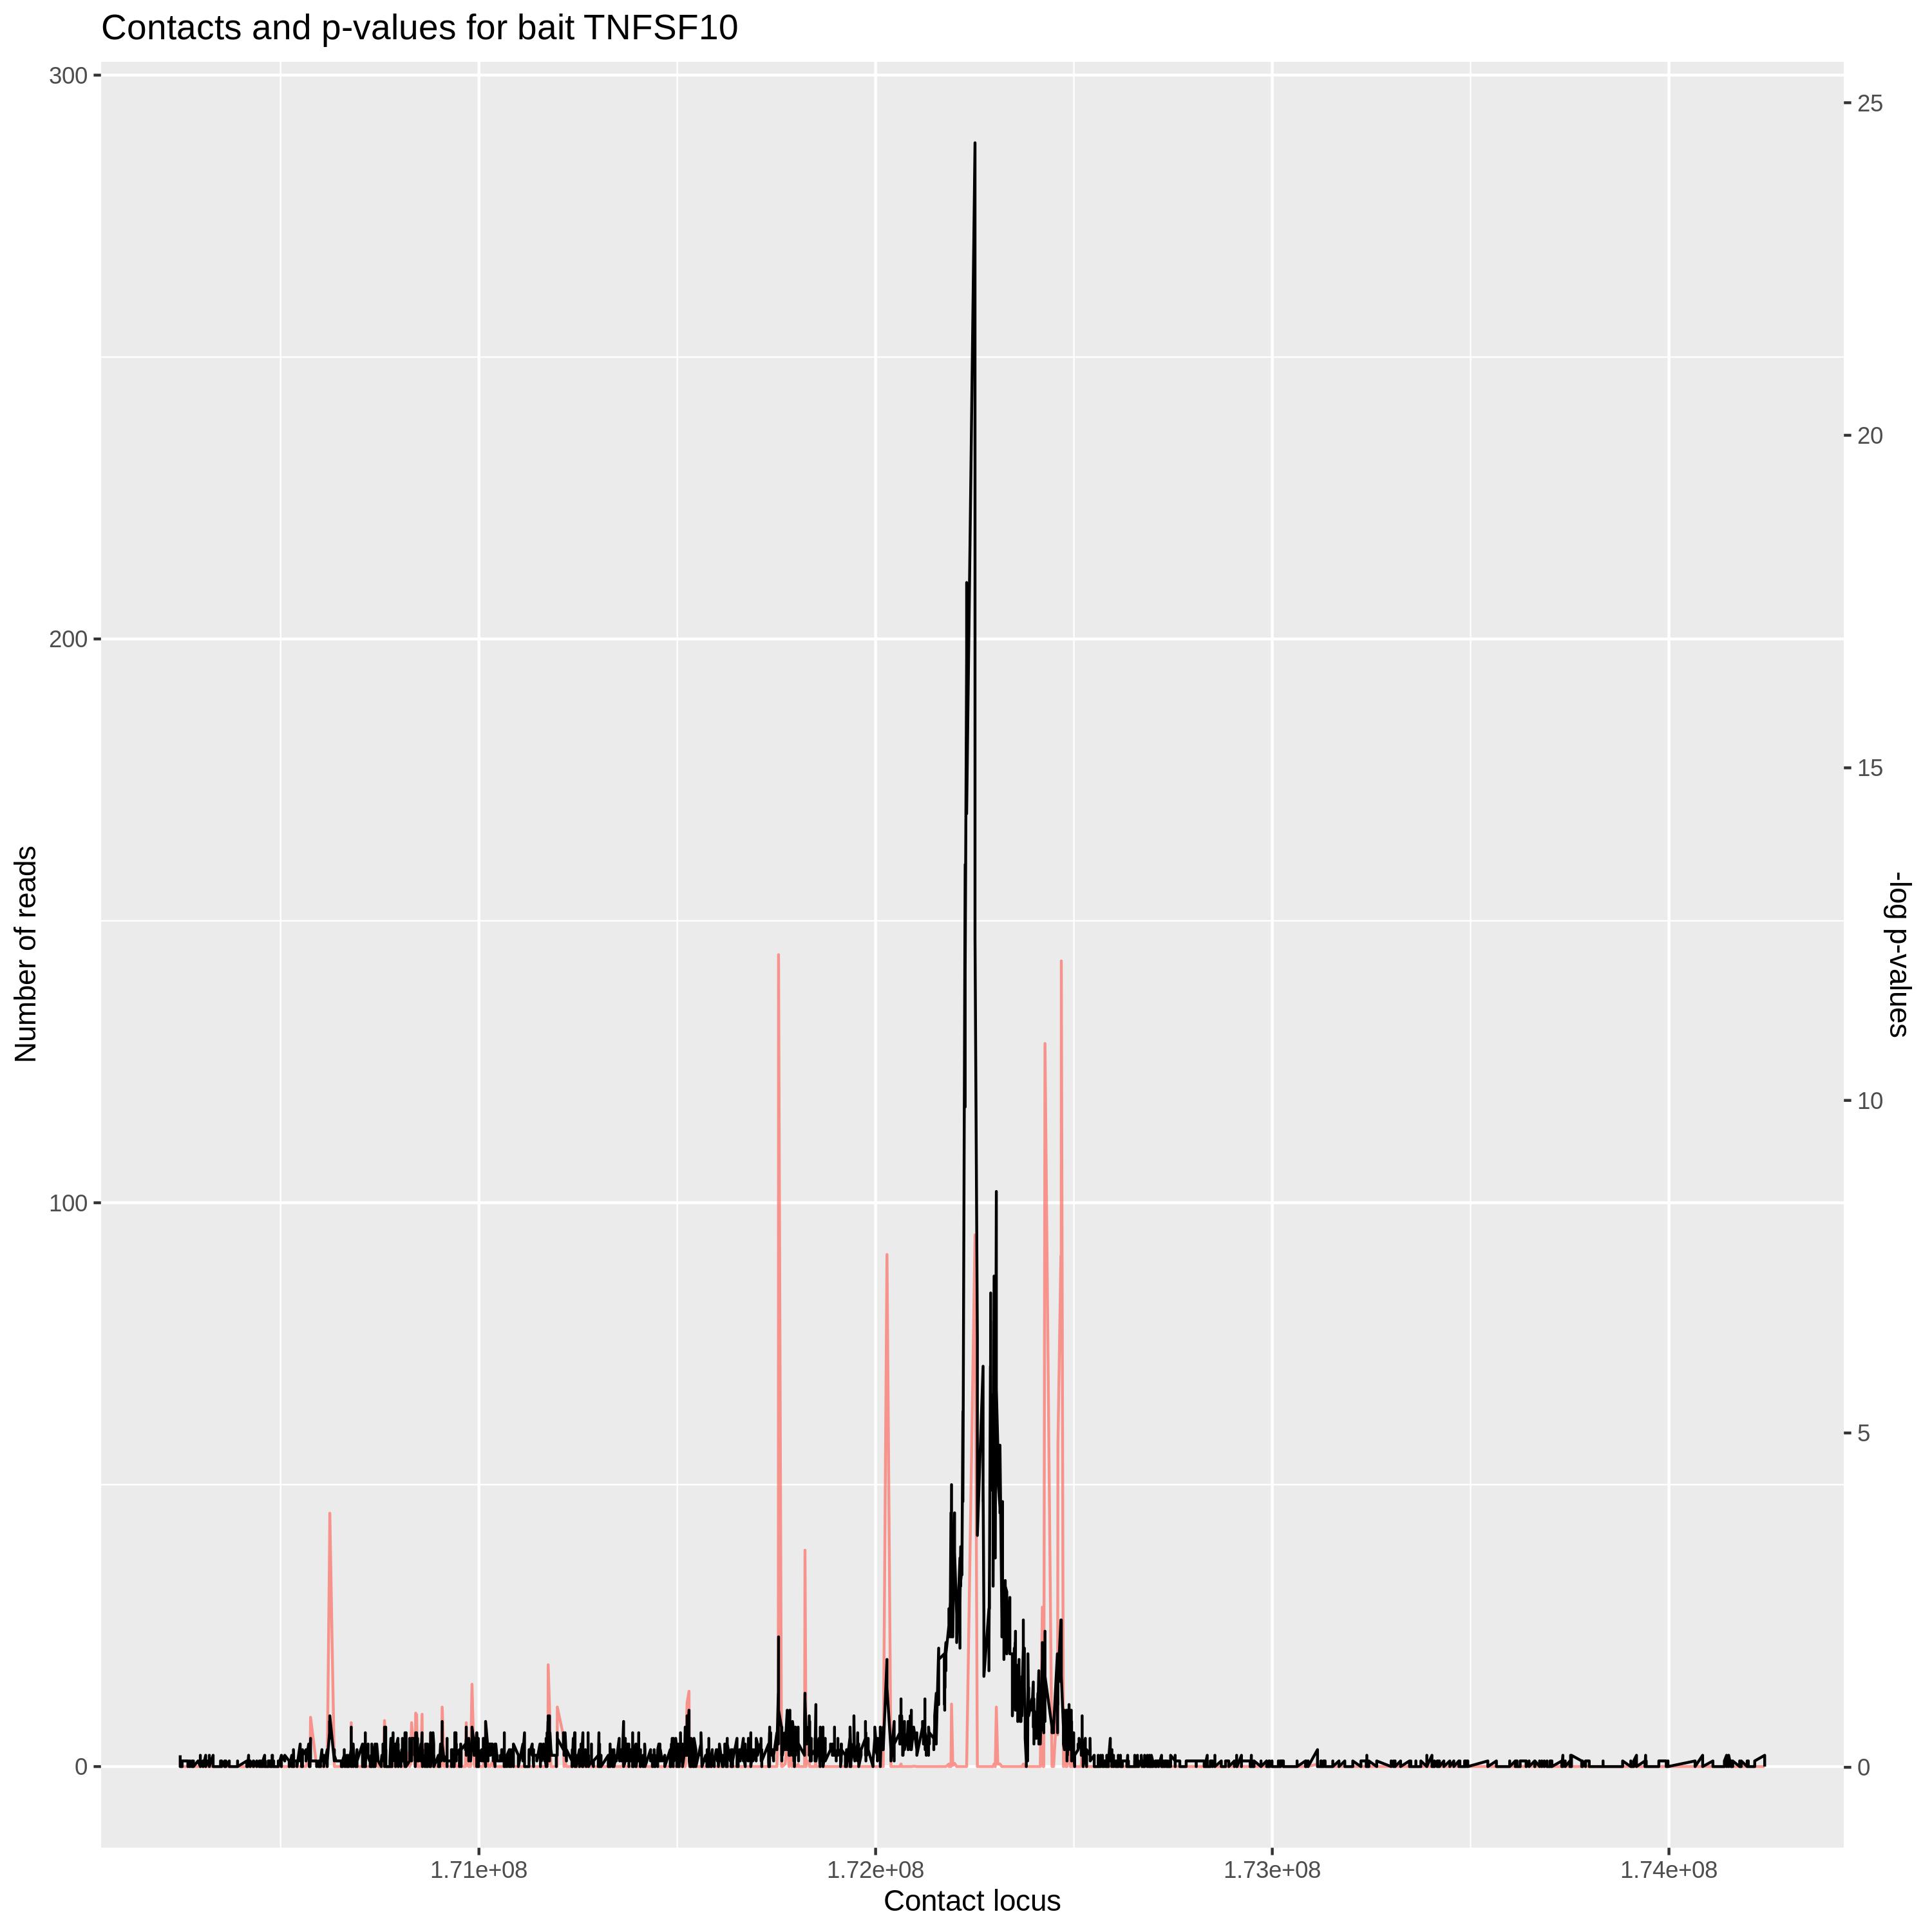 Contacts and p-values for bait TNFSF10
300
200
100
0
Number of reads
25
20
15
10
5
0
-log p-values
1.71e+08 1.72e+08 1.73e+08 1.74e+08
Contact locus